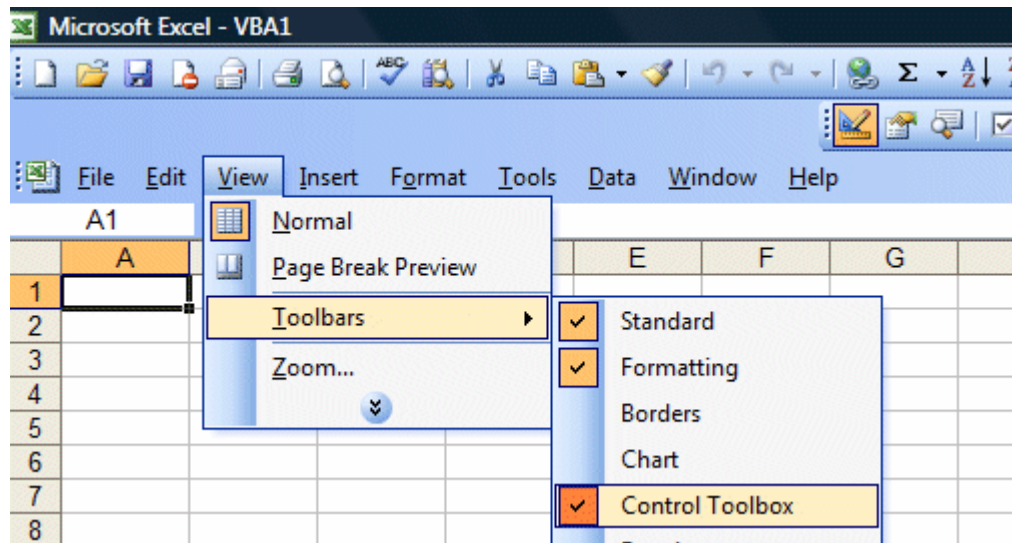 Microsoft Excel - VBA1
ABC Σ A Z
File Edit View Insert Format Tools Data Window Help
A1
Normal
Page Break Preview
Toolbars
Zoom...
Standard
Formatting
Borders
Chart
Control Toolbox
A E F G
1
2
3
4
5
6
7
8